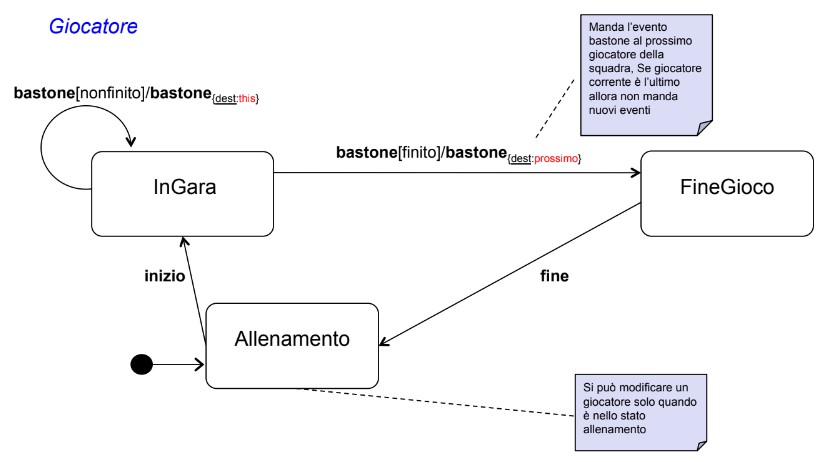 Giocatore
Manda l'evento
bastone al prossimo
giocatore della
squadra, Se giocatore
corrente è l'ultimo
allora non manda
nuovi eventi
bastone[nonfinito]/bastone{dest:this}
bastone[finito]/bastone{dest:prossimo}
InGara
FineGioco
inizio
fine
Allenamento
Si può modificare un
giocatore solo quando
è nello stato
allenamento